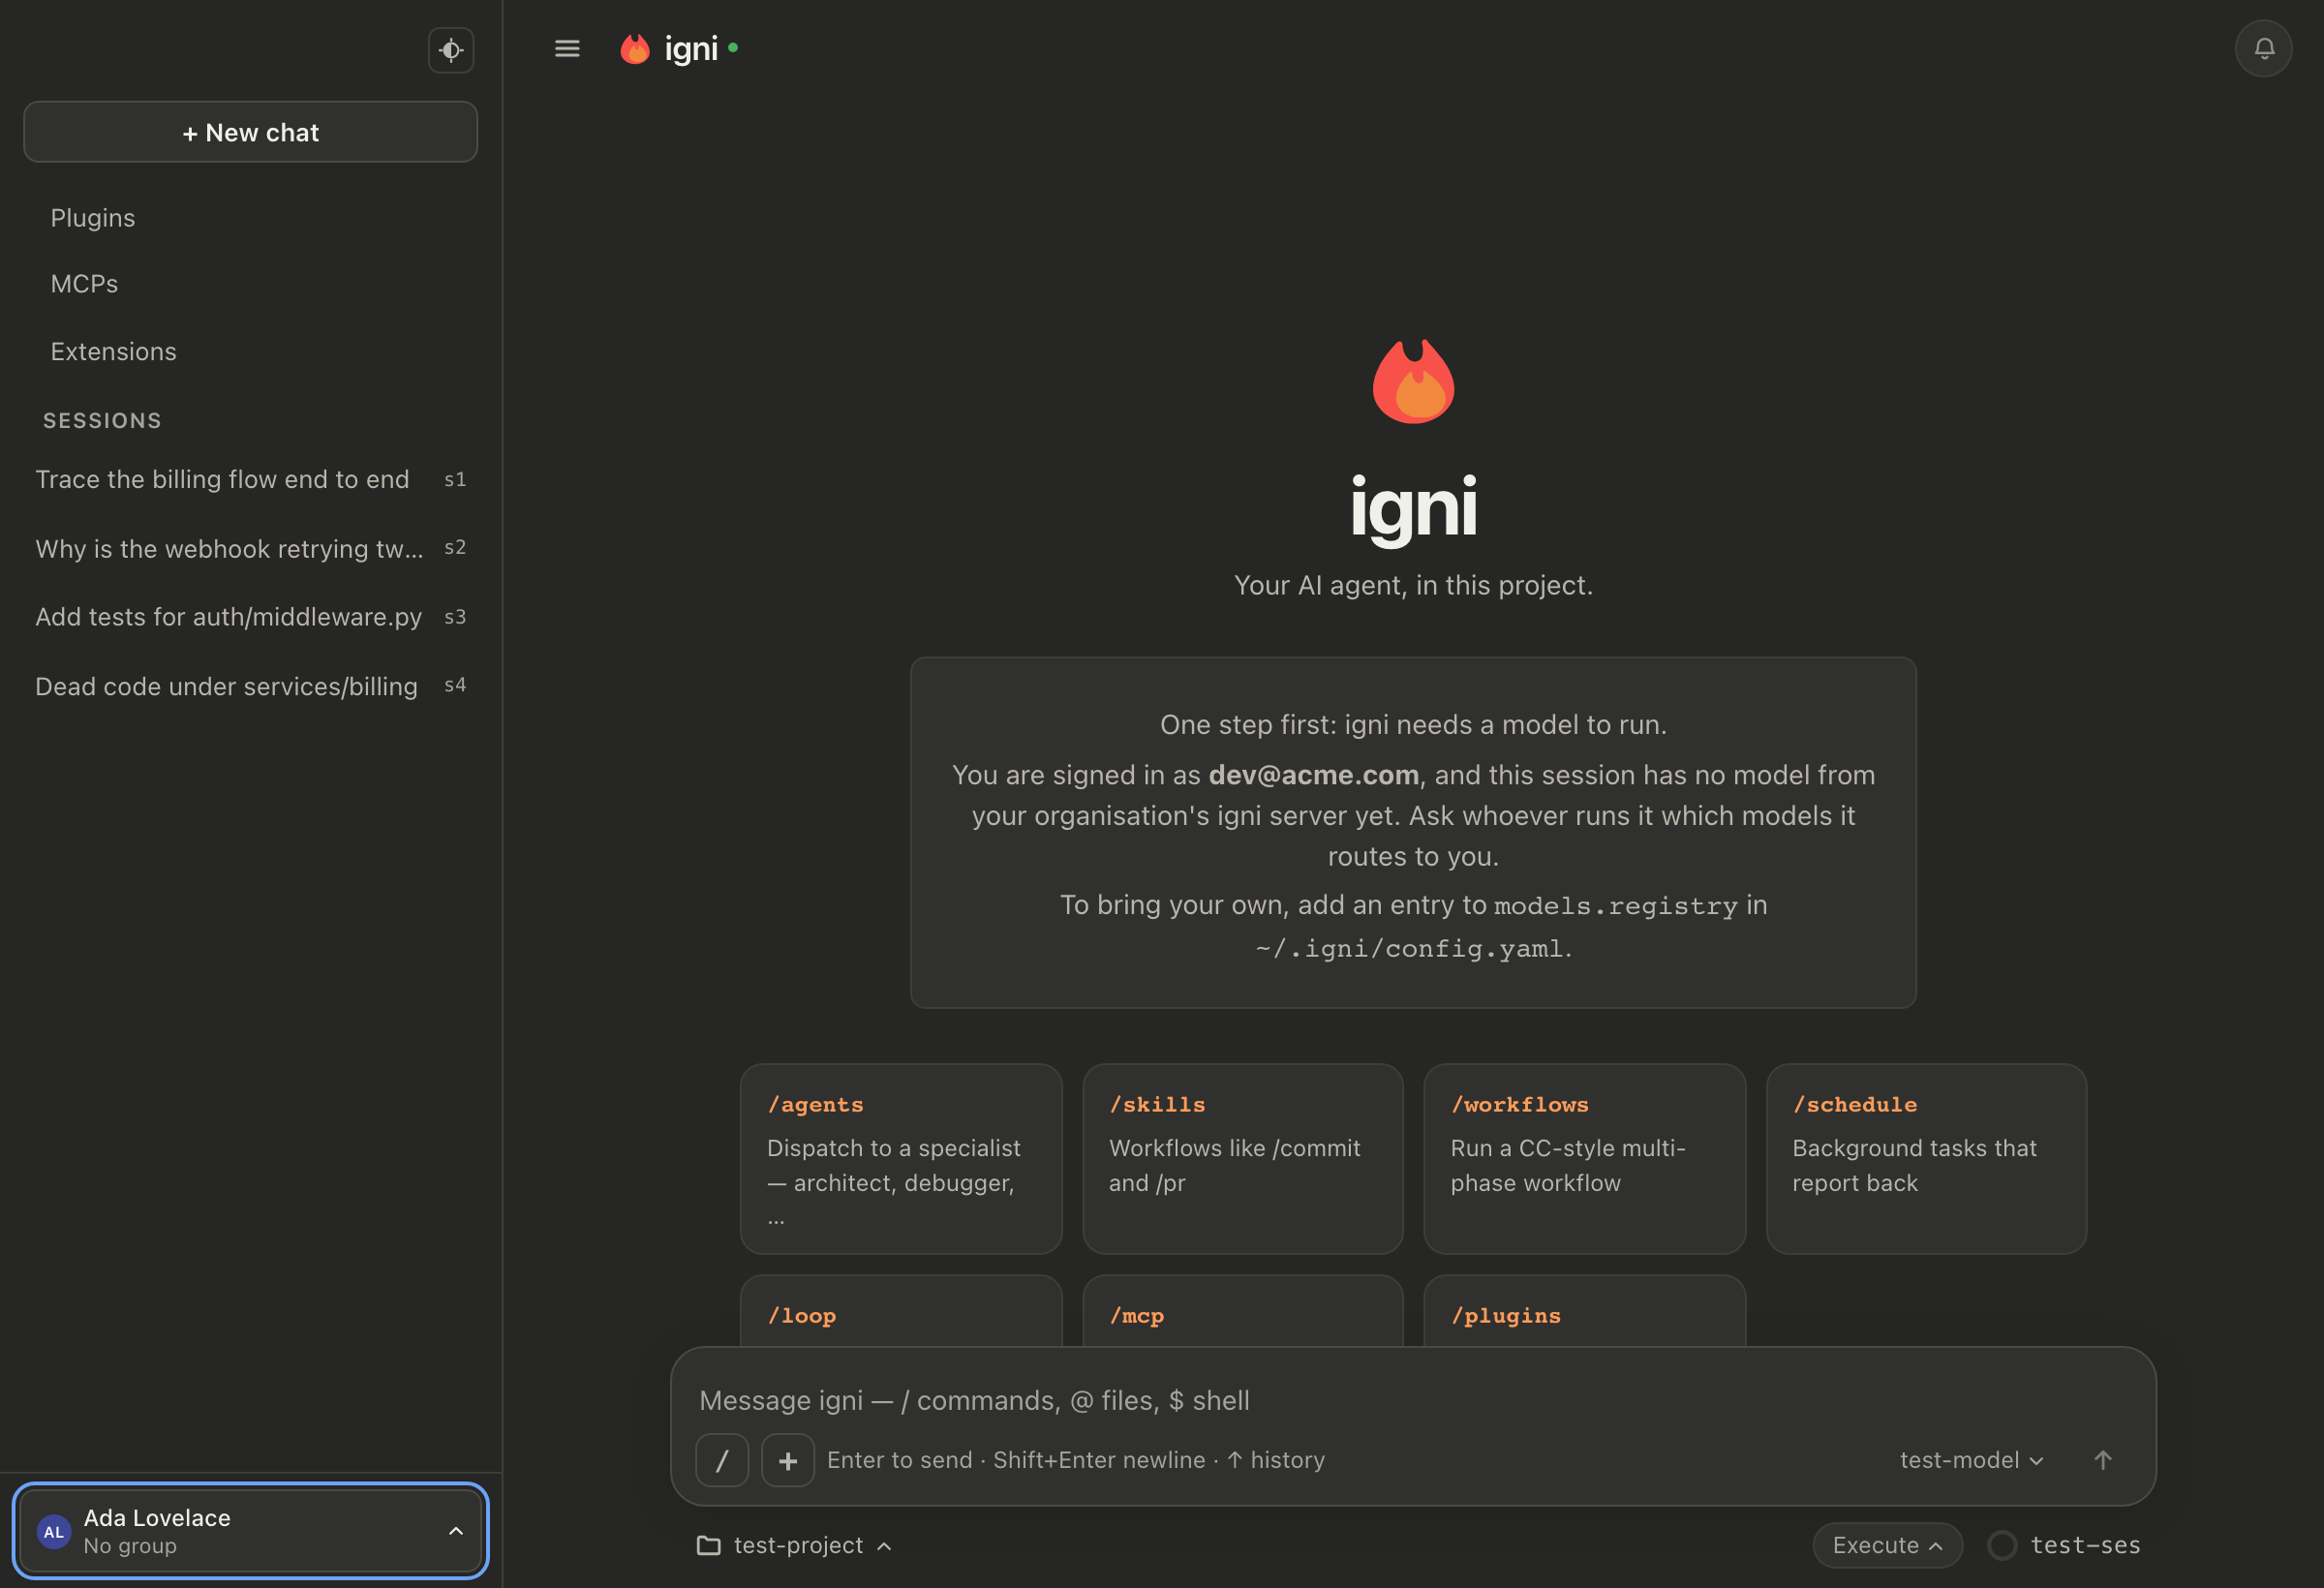 + New chat
Plugins
MCPs
Extensions
SESSIONS
Trace the billing flow end to end s1
Why is the webhook retrying tw... s2
Add tests for auth/middleware.py s3
Dead code under services/billing s4
AL
Ada Lovelace
No group
igni
igni
Your AI agent, in this project.
One step first: igni needs a model to run.
You are signed in as dev@acme.com, and this session has no model from
your organisation's igni server yet. Ask whoever runs it which models it
routes to you.
To bring your own, add an entry to models.registry in
~/.igni/config.yaml.
/agents
Dispatch to a specialist
— architect, debugger,
...
/skills
Workflows like /commit
and /pr
/workflows
Run a CC-style multi-
phase workflow
/schedule
Background tasks that
report back
/loop
/mcp
/plugins
Message igni — / commands, @ files, $ shell
/ + Enter to send · Shift+Enter newline · ↑ history
test-model
test-project
Execute
test-ses